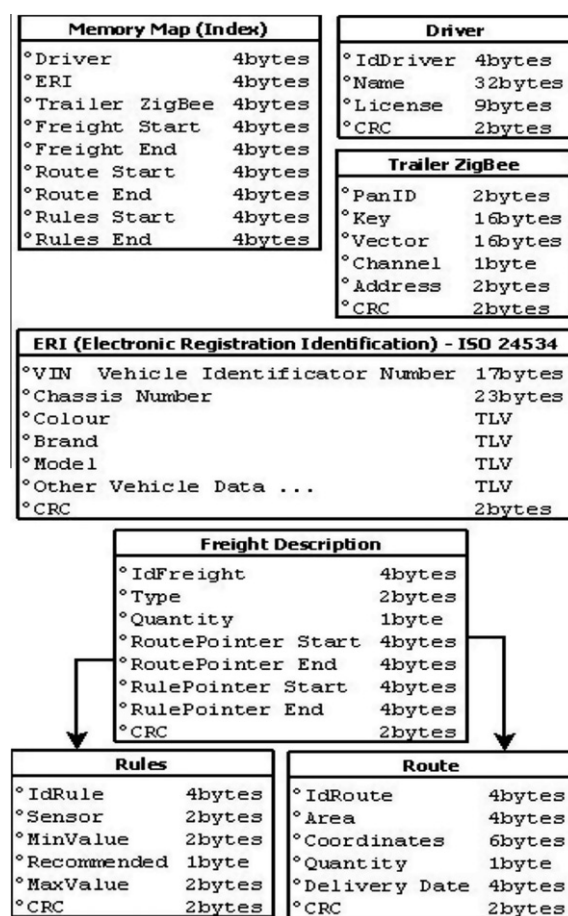 Memory Map (Index)
°Driver 4bytes
°ERI 4bytes
°Trailer ZigBee 4bytes
°Freight Start 4bytes
°Freight End 4bytes
°Route Start 4bytes
°Route End 4bytes
°Rules Start 4bytes
°Rules End 4bytes
Driver
°IdDriver 4bytes
°Name 32bytes
°License 9bytes
°CRC 2bytes
Trailer ZigBee
°PanID 2bytes
°Key 16bytes
°Vector 16bytes
°Channel 1byte
°Address 2bytes
°CRC 2bytes
ERI (Electronic Registration Identification) - ISO 24534
°VIN Vehicle Identificator Number 17bytes
°Chassis Number 23bytes
°Colour TLV
°Brand TLV
°Model TLV
°Other Vehicle Data ... TLV
°CRC 2bytes
Freight Description
°IdFreight 4bytes
°Type 2bytes
°Quantity 1byte
°RoutePointer Start 4bytes
°RoutePointer End 4bytes
°RulePointer Start 4bytes
°RulePointer End 4bytes
°CRC 2bytes
Rules
°IdRule 4bytes
°Sensor 2bytes
°MinValue 2bytes
°Recommended 1byte
°MaxValue 2bytes
°CRC 2bytes
Route
°IdRoute 4bytes
°Area 4bytes
°Coordinates 6bytes
°Quantity 1byte
°Delivery Date 4bytes
°CRC 2bytes